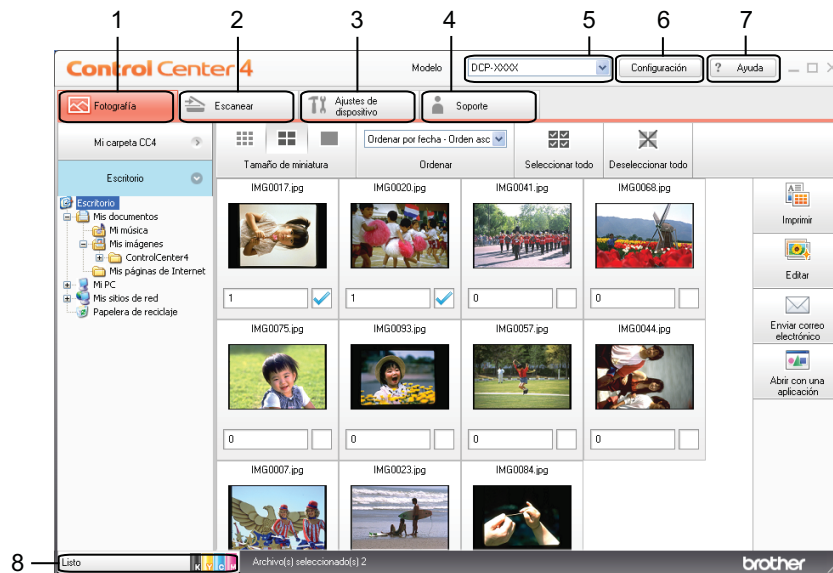 1 2 3 4 5 6 7
Control Center 4
Modelo
DCP-XXXX
Configuración
? Ayuda
Fotografía
Escanear
Ajustes de
dispositivo
Soporte
Mi carpeta CC4
Tamaño de miniatura
Ordenar por fecha - Orden asc
Ordenar
Seleccionar todo
Deseleccionar todo
Escritorio
Escritorio
Mis documentos
Mi música
Mis imágenes
ControlCenter4
Mis páginas de Internet
Mi PC
Mis sitios de red
Papelera de reciclaje
IMG0017.jpg IMG0020.jpg IMG0041.jpg IMG0068.jpg
1 1 0 0
IMG0075.jpg IMG0093.jpg IMG0057.jpg IMG0044.jpg
0 0 0 0
IMG0007.jpg IMG0023.jpg IMG0084.jpg
Imprimir
Editar
Enviar correo
electrónico
Abrir con una
aplicación
8
Listo
K Y C M
Archivo(s) seleccionado(s) 2
brother